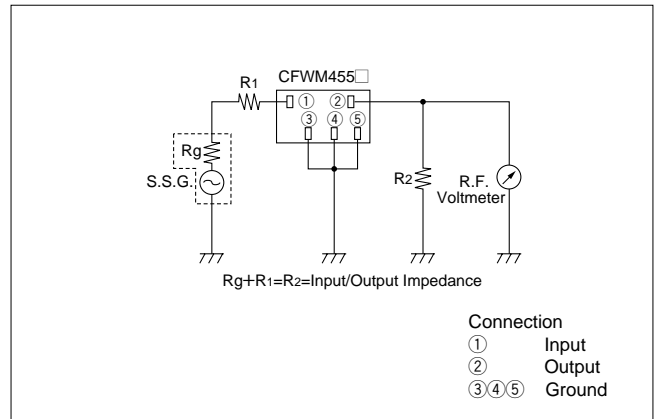 CFWM455□
R1
① ②
③ ④ ⑤
Rg
S.S.G.
R2
R.F.
Voltmeter
Rg+R1=R2=Input/Output Impedance
Connection
① Input
② Output
③④⑤ Ground